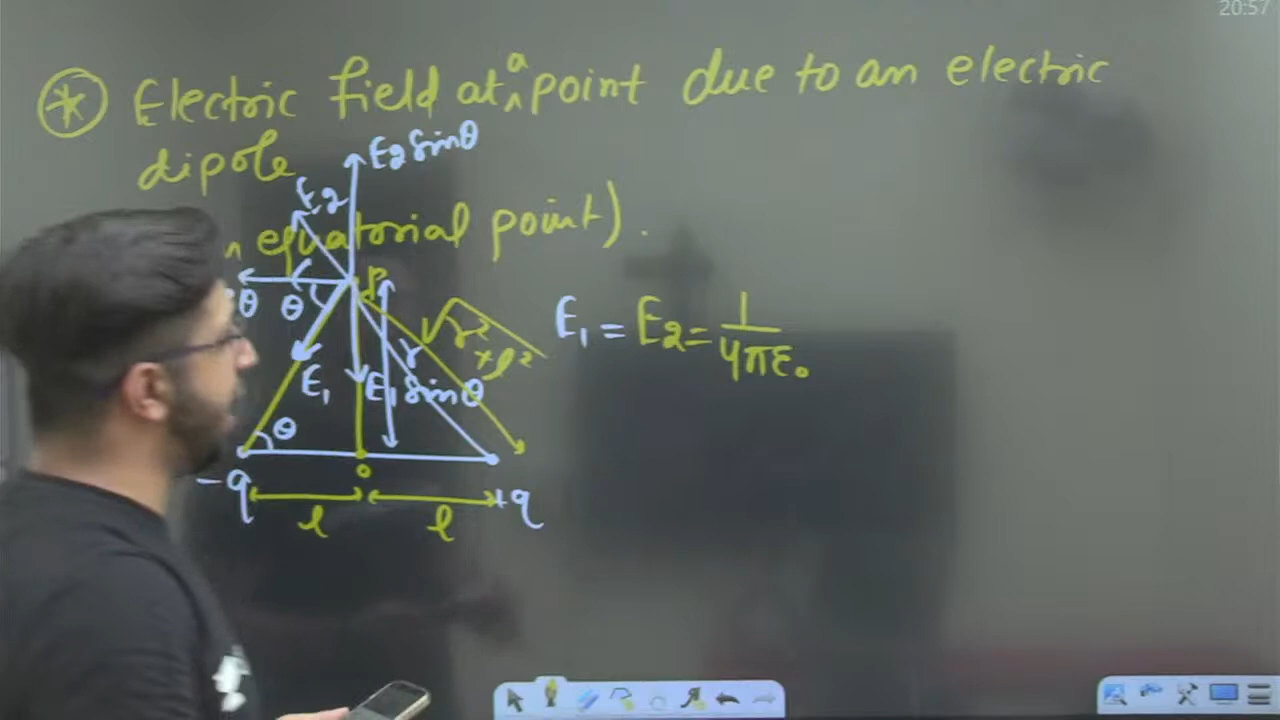 20:57
* Electric field at a point due to an electric
dipole
equatorial point).
E2 sinθ
E2
θ
θ
P
E1
r
√r²+l²
E1 sinθ
θ
E1 = E2 = 1/4πε₀
o
-q
+q
l
l